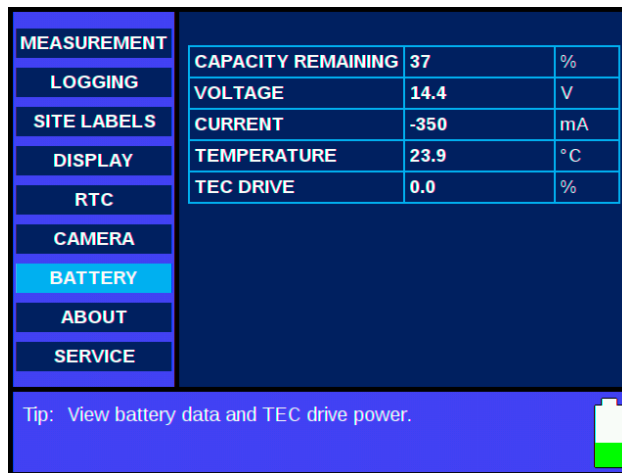 MEASUREMENT
LOGGING
SITE LABELS
DISPLAY
RTC
CAMERA
BATTERY
ABOUT
SERVICE
CAPACITY REMAINING 37 %
VOLTAGE 14.4 V
CURRENT -350 mA
TEMPERATURE 23.9 °C
TEC DRIVE 0.0 %
Tip: View battery data and TEC drive power.